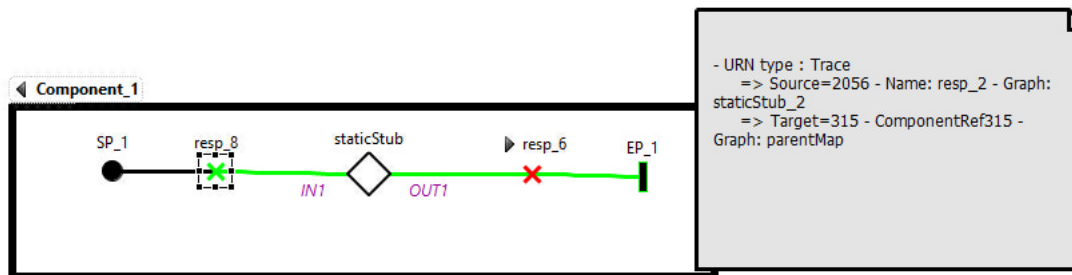 Component_1
SP_1
resp_8
staticStub
resp_6
EP_1
IN1
OUT1
- URN type : Trace
=> Source=2056 - Name: resp_2 - Graph:
staticStub_2
=> Target=315 - ComponentRef315 -
Graph: parentMap